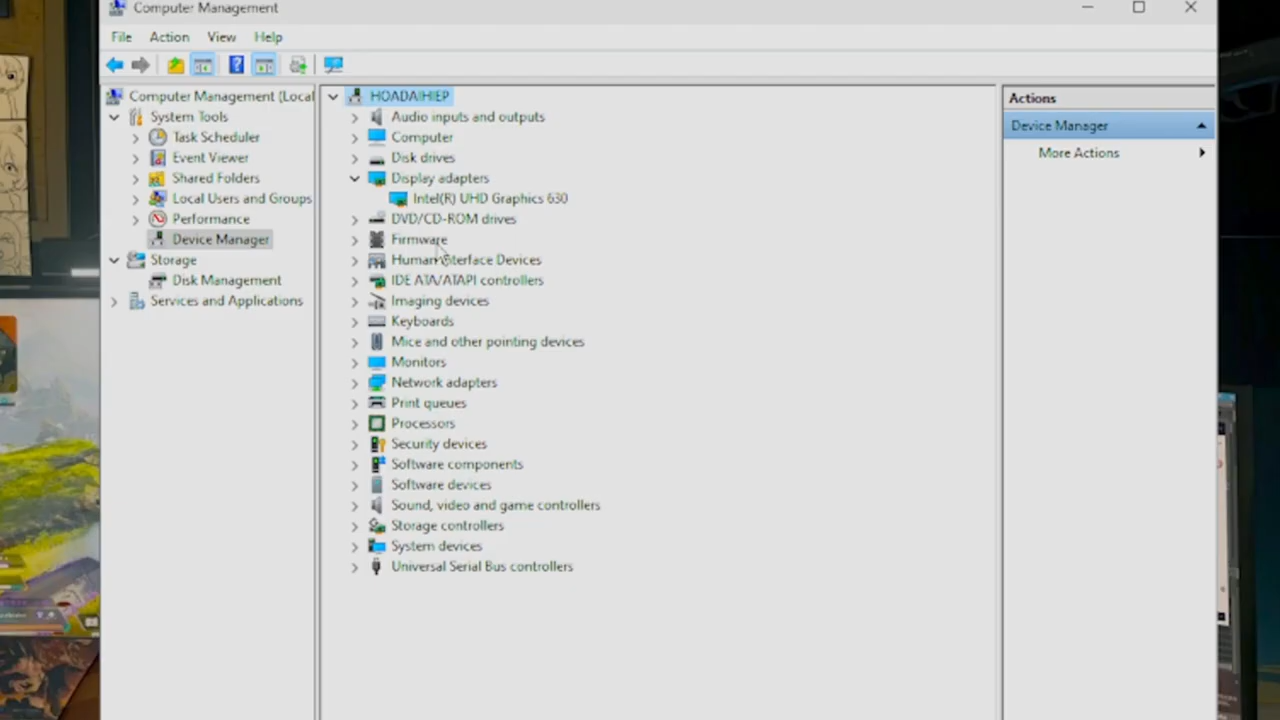 Computer Management
File Action View Help
Computer Management (Local
System Tools
Task Scheduler
Event Viewer
Shared Folders
Local Users and Groups
Performance
Device Manager
Storage
Disk Management
Services and Applications
HOADAIHIEP
Audio inputs and outputs
Computer
Disk drives
Display adapters
Intel(R) UHD Graphics 630
DVD/CD-ROM drives
Firmware
Human Interface Devices
IDE ATA/ATAPI controllers
Imaging devices
Keyboards
Mice and other pointing devices
Monitors
Network adapters
Print queues
Processors
Security devices
Software components
Software devices
Sound, video and game controllers
Storage controllers
System devices
Universal Serial Bus controllers
Actions
Device Manager
More Actions